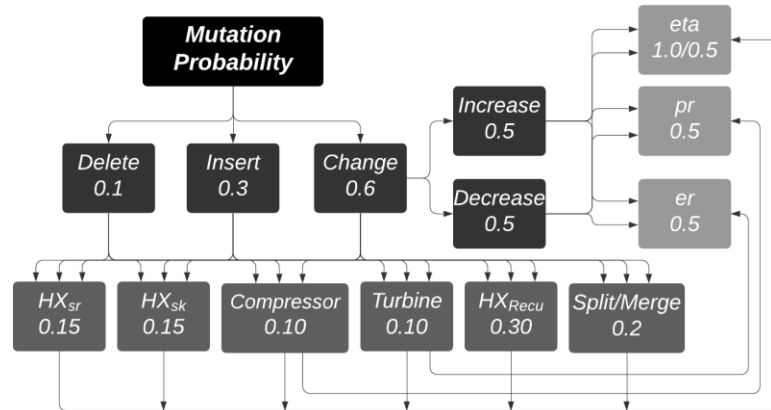 Mutation
Probability
eta
1.0/0.5
Increase
0.5
pr
0.5
Delete
0.1
Insert
0.3
Change
0.6
Decrease
0.5
er
0.5
HXsr
0.15
HXsk
0.15
Compressor
0.10
Turbine
0.10
HXRecu
0.30
Split/Merge
0.2